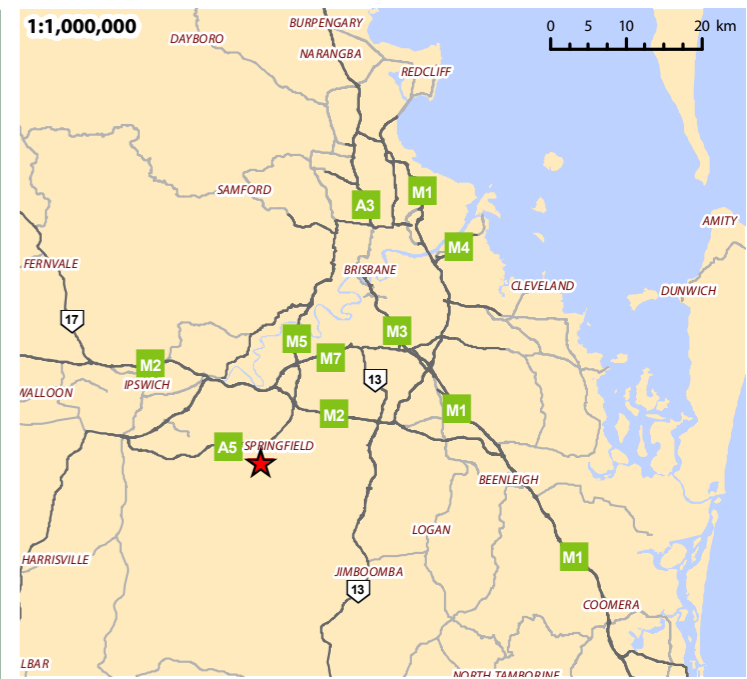 1:1,000,000
0 5 10 20 km
BURPENGARY
DAYBORO
NARANGBA
REDCLIFF
SAMFORD
A3
M1
AMITY
M4
FERNVALE
BRISBANE
CLEVELAND
DUNWICH
17
M5
M3
M7
M2
IPSWICH
13
WALLOON
M2
M1
A5
SPRINGFIELD
BEENLEIGH
LOGAN
HARRISVILLE
M1
JIMBOOMBA
13
COOMERA
LBAR
NORTH TAMBORINE